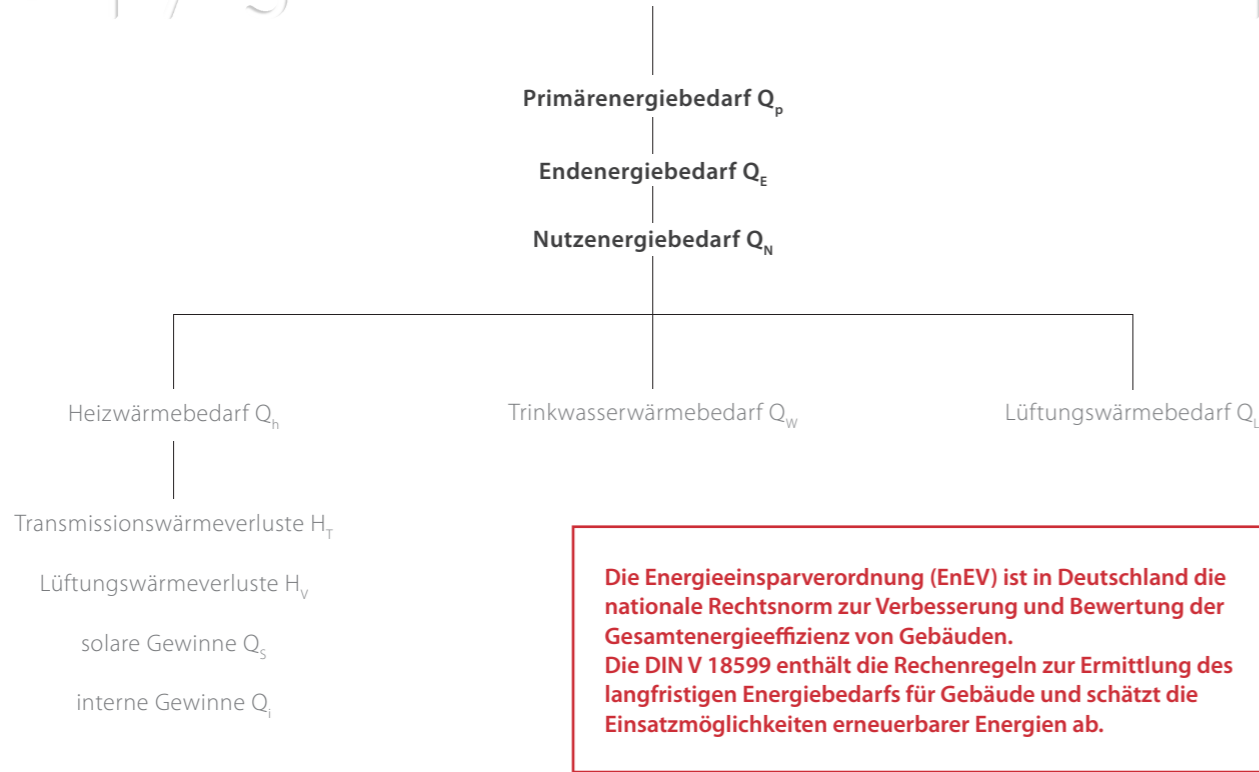 Primärenergiebedarf Qp
Endenergiebedarf QE
Nutzenergiebedarf QN
Heizwärmebedarf Qh
Trinkwasserwärmebedarf QW
Lüftungswärmebedarf QL
Transmissionswärmeverluste HT
Lüftungswärmeverluste HV
solare Gewinne QS
interne Gewinne Qi
Die Energieeinsparverordnung (EnEV) ist in Deutschland die
nationale Rechtsnorm zur Verbesserung und Bewertung der
Gesamtenergieeffizienz von Gebäuden.
Die DIN V 18599 enthält die Rechenregeln zur Ermittlung des
langfristigen Energiebedarfs für Gebäude und schätzt die
Einsatzmöglichkeiten erneuerbarer Energien ab.